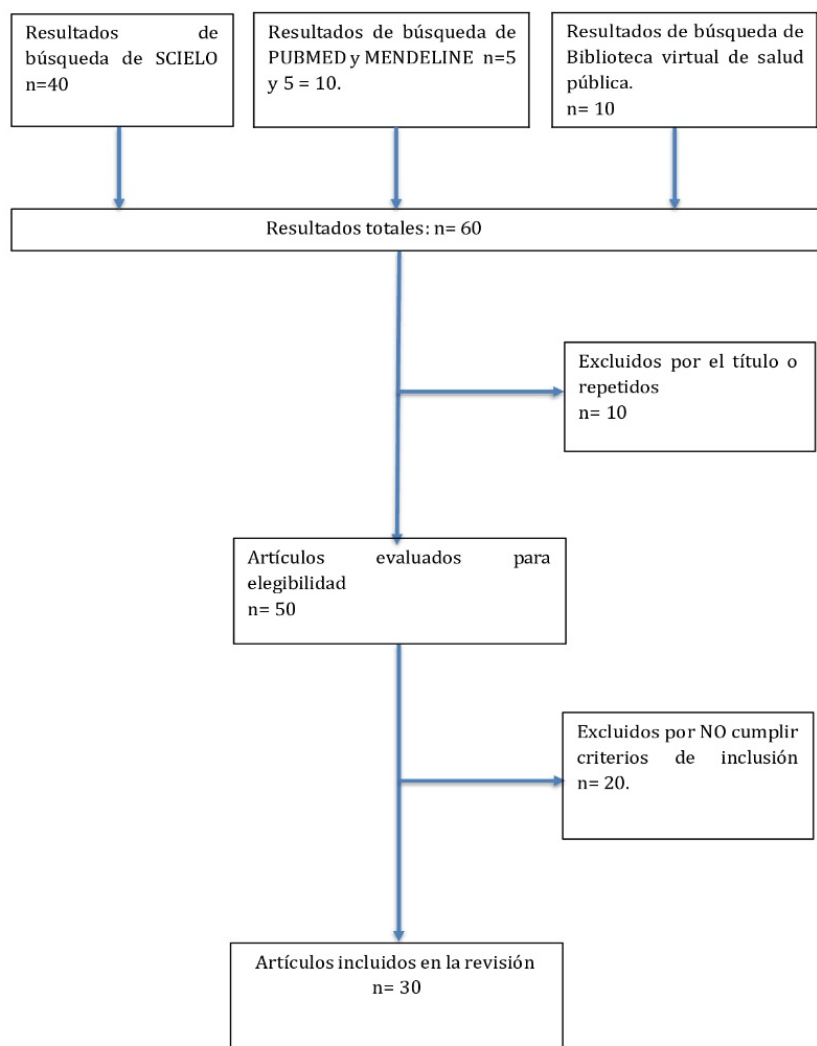 Resultados de
búsqueda de SCIELO
n=40
Resultados de búsqueda de
PUBMED y MENDELINE n=5
y 5 = 10.
Resultados de búsqueda de
Biblioteca virtual de salud
pública.
n= 10
Resultados totales: n= 60
Excluidos por el título o
repetidos
n= 10
Artículos evaluados para
elegibilidad
n= 50
Excluidos por NO cumplir
criterios de inclusión
n= 20.
Artículos incluidos en la revisión
n= 30